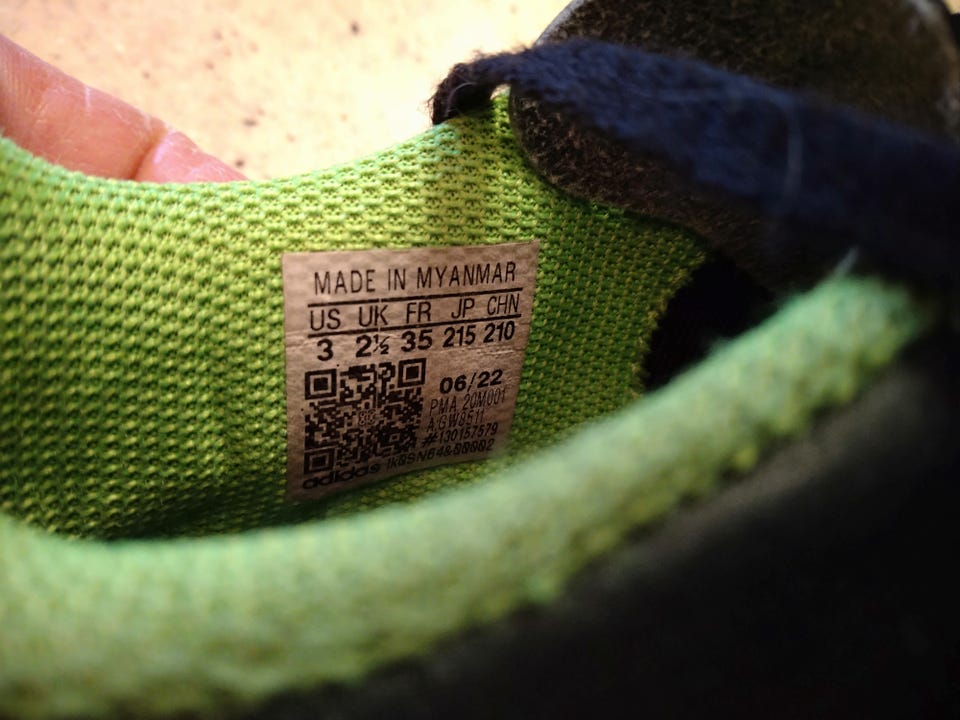 MADE IN MYANMAR
US UK FR JP CHN
3 2½ 35 215 210
06/22
PMA 20M001
#130157579
adidas